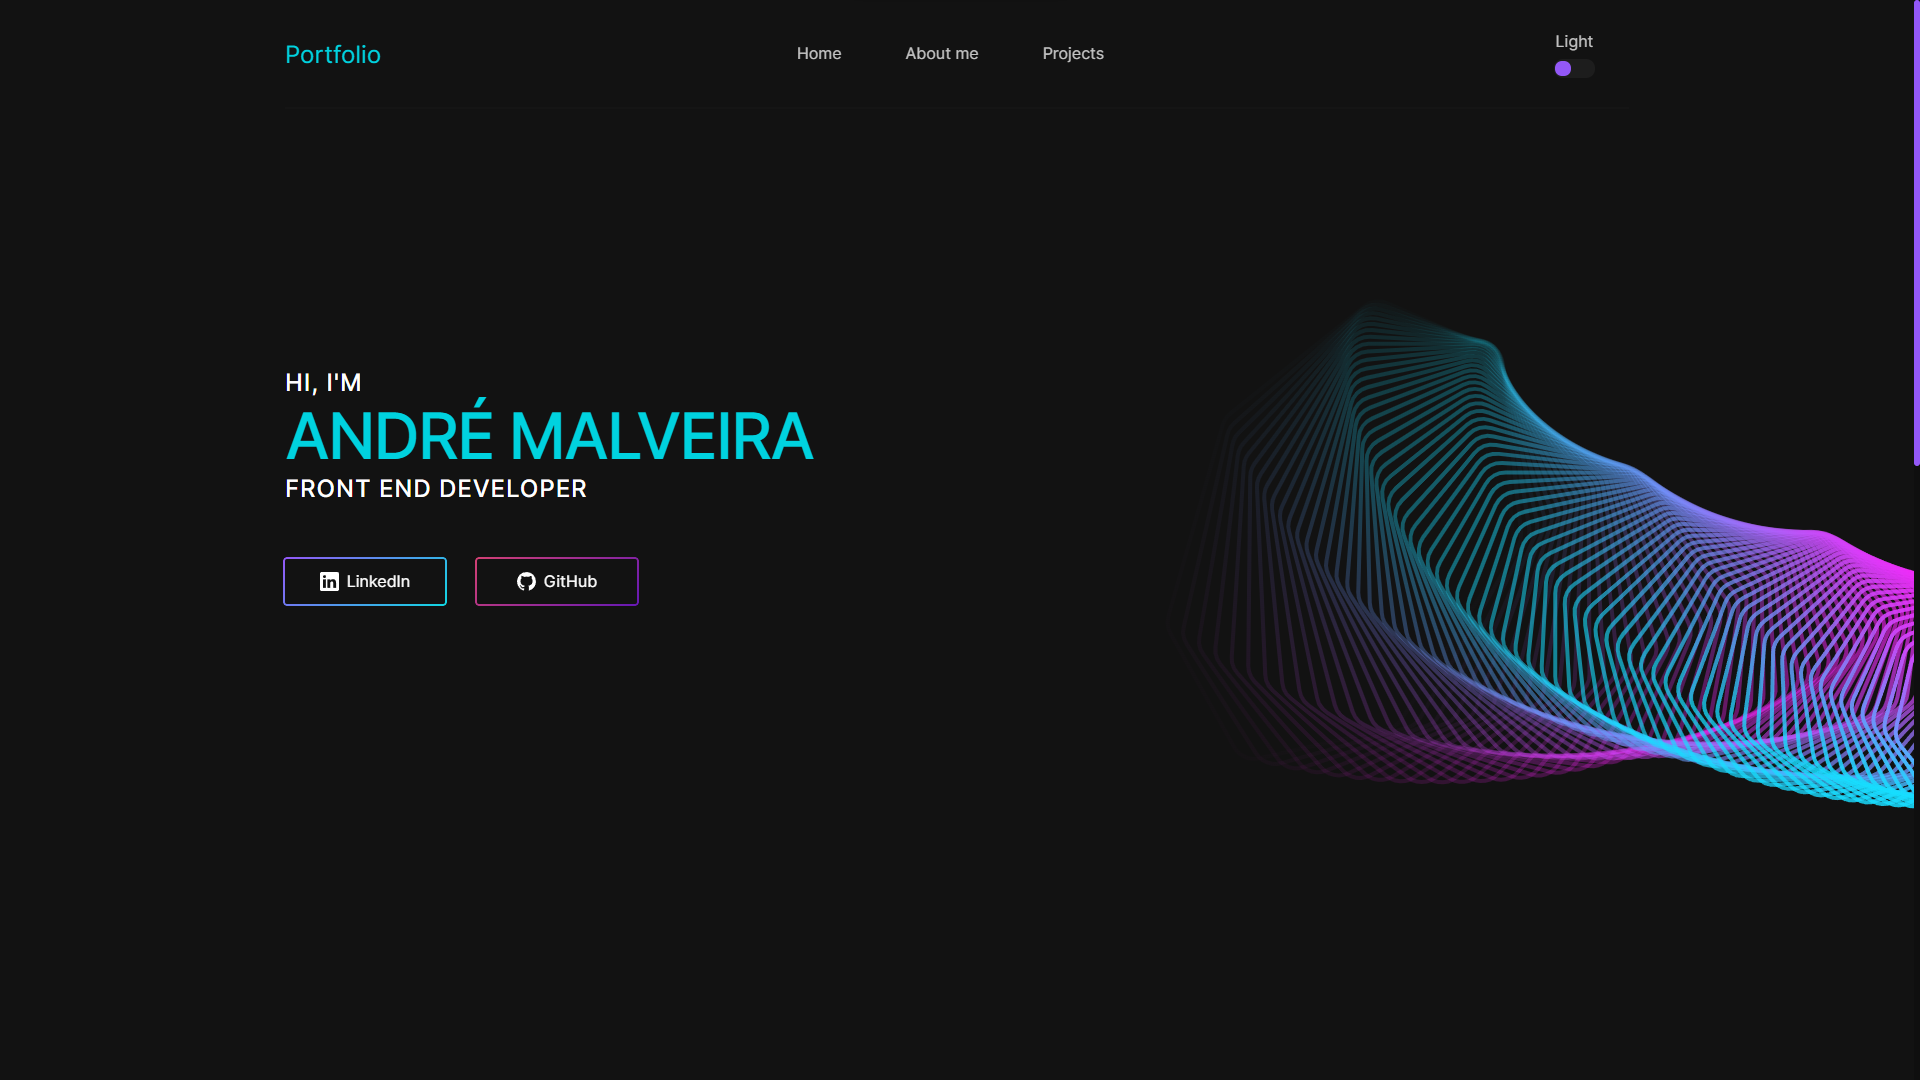 Portfolio
Home
About me
Projects
Light
HI, I'M
ANDRÉ MALVEIRA
FRONT END DEVELOPER
LinkedIn
GitHub